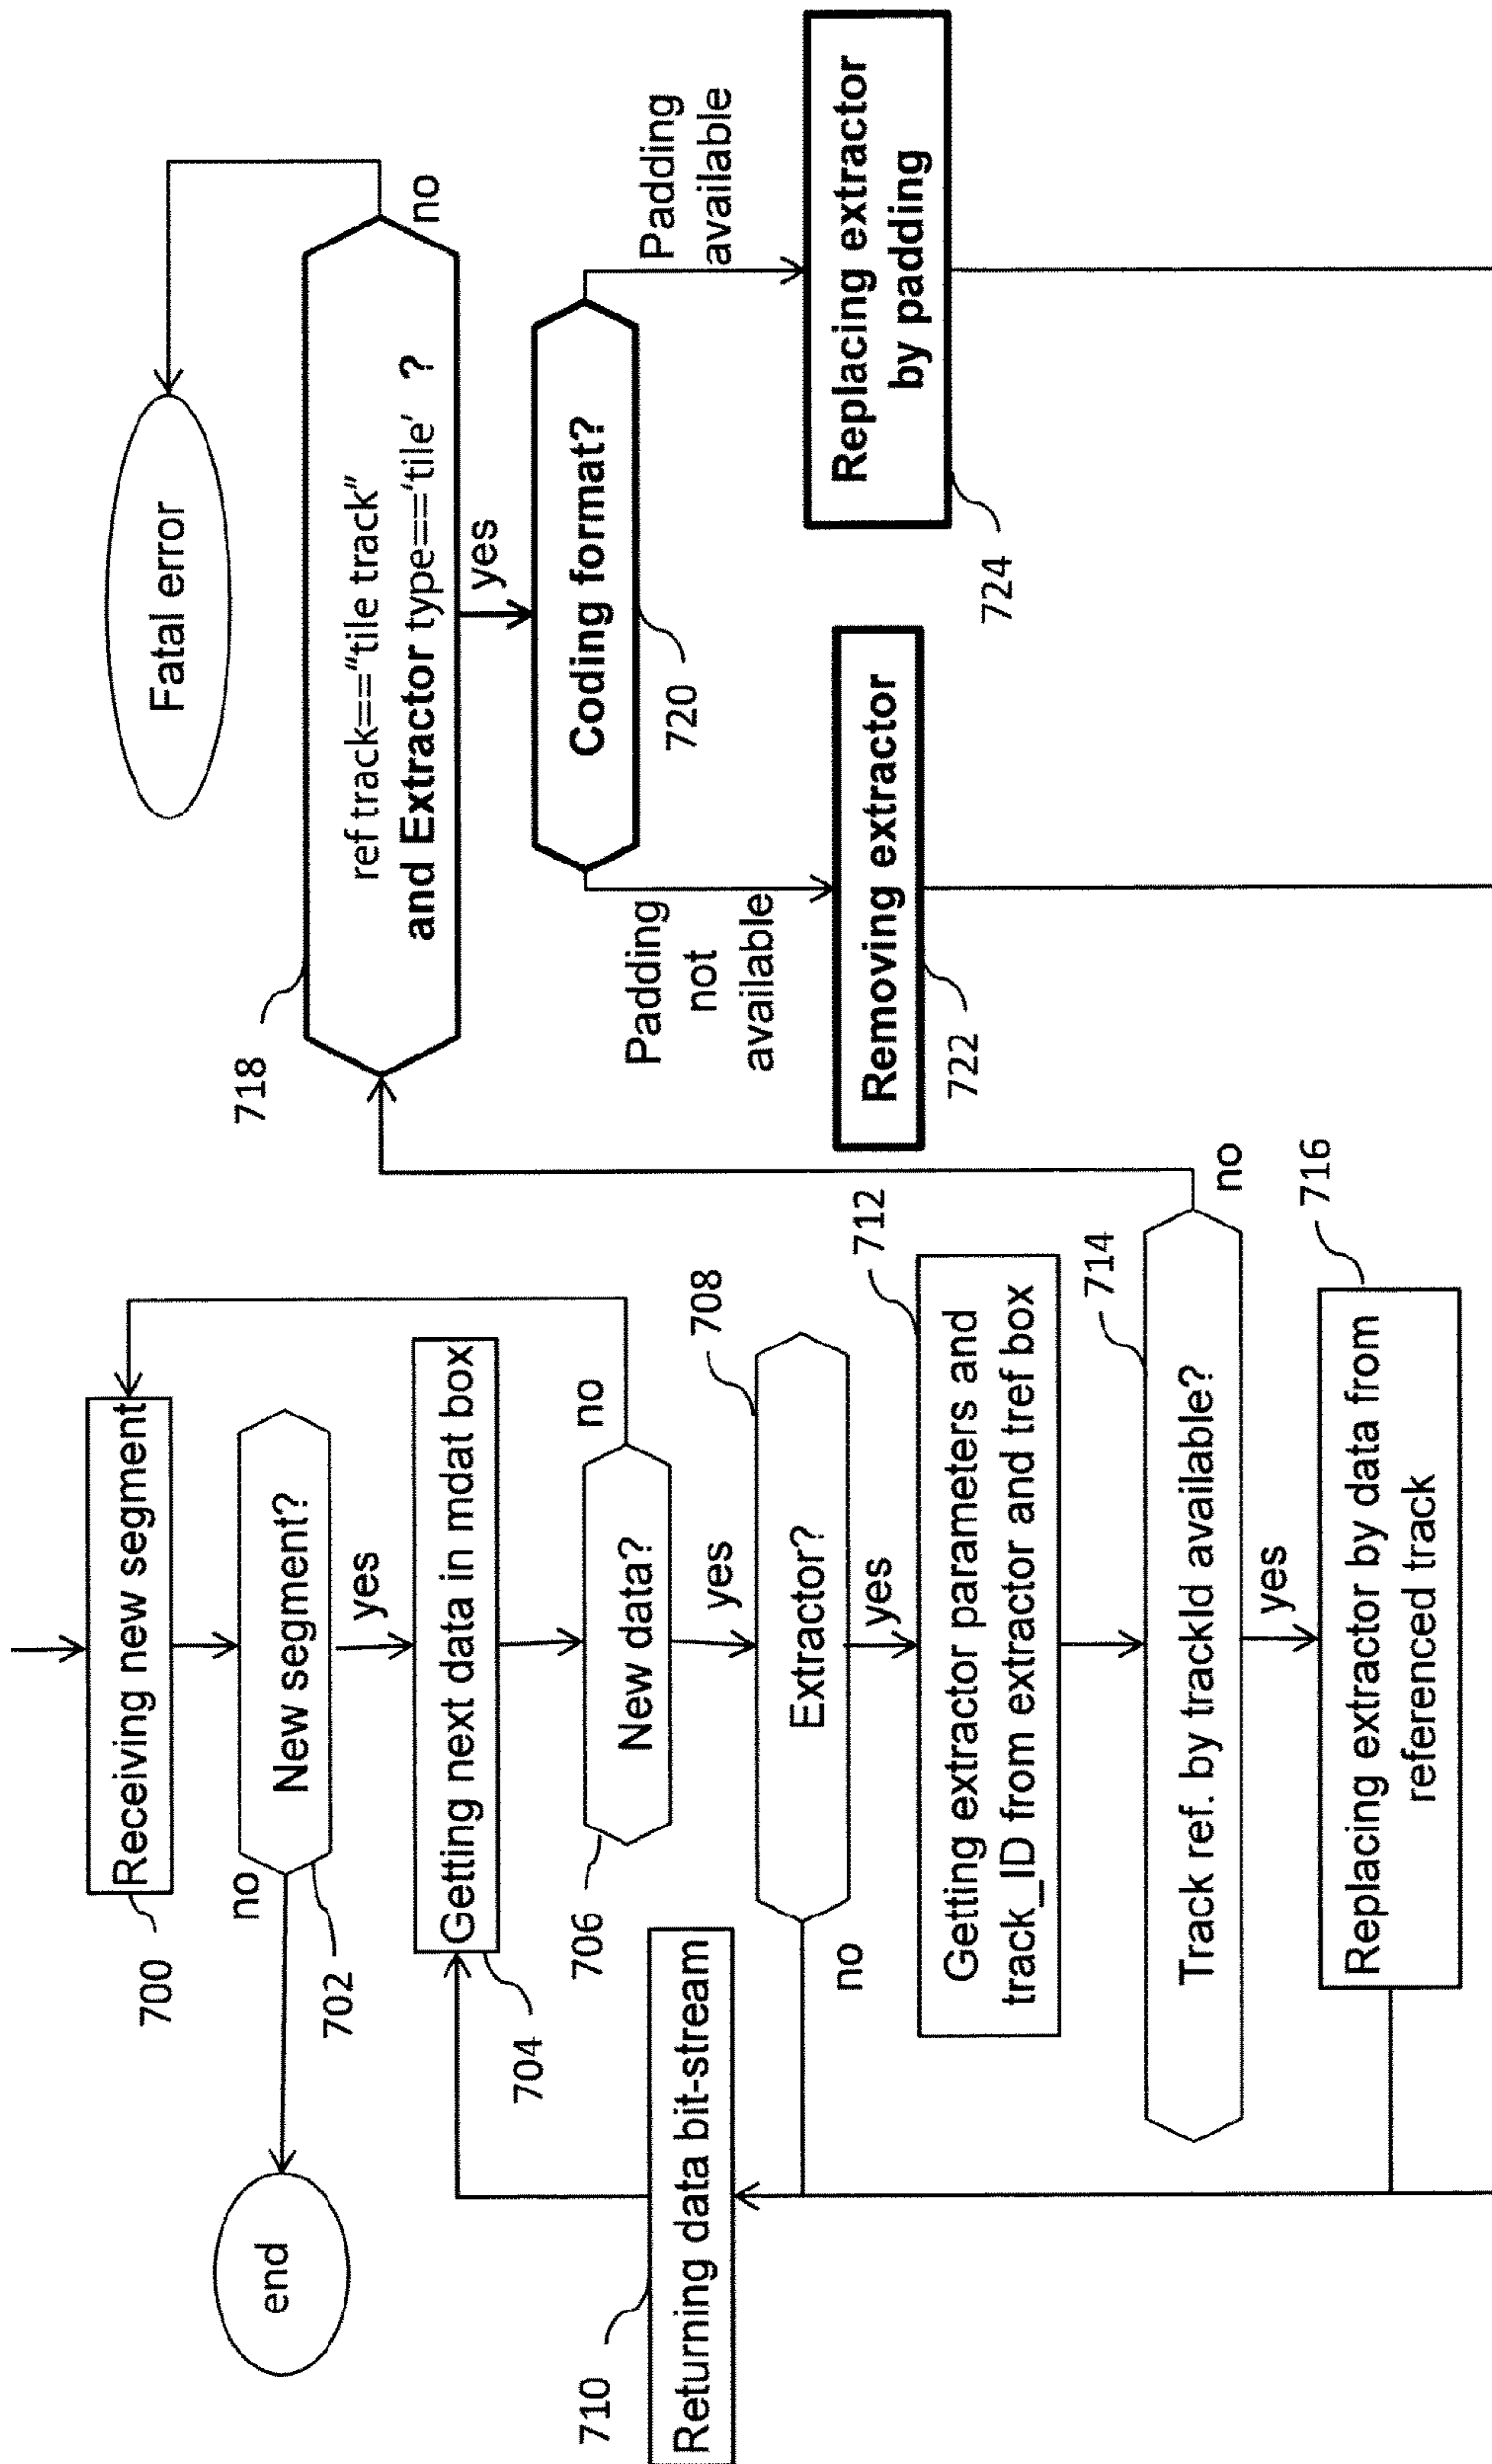 700
Receiving new segment
702
New segment?
no
yes
end
704
Getting next data in mdat box
706
New data?
no
yes
708
Extractor?
no
yes
710
Returning data bit-stream
712
Getting extractor parameters and
track_ID from extractor and tref box
714
Track ref. by trackId available?
no
yes
716
Replacing extractor by data from
referenced track
Fatal error
718
ref track==“tile track”
and Extractor type==‘tile’ ?
no
yes
Coding format?
720
Padding
not
available
Padding
available
Removing extractor
722
Replacing extractor
by padding
724